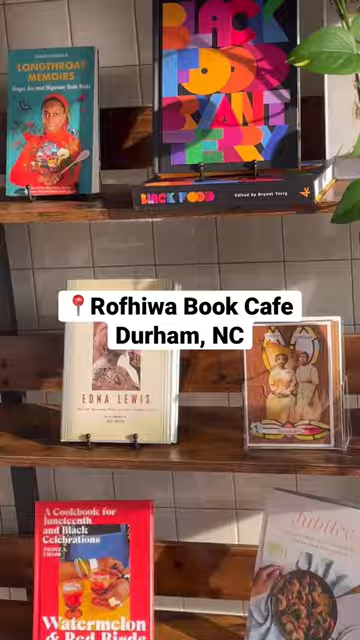 LONGTHROAT
MEMOIRS
Soups, Sex and Nigerian Taste Buds
BLACK
FOOD
BRYANT
TERRY
BLACK FOOD Edited by Bryant Terry
📍Rofhiwa Book Cafe
Durham, NC
EDNA LEWIS
A Cookbook for
Juneteenth and Black
Celebrations
Jubilee
Watermelon
& Red Birds